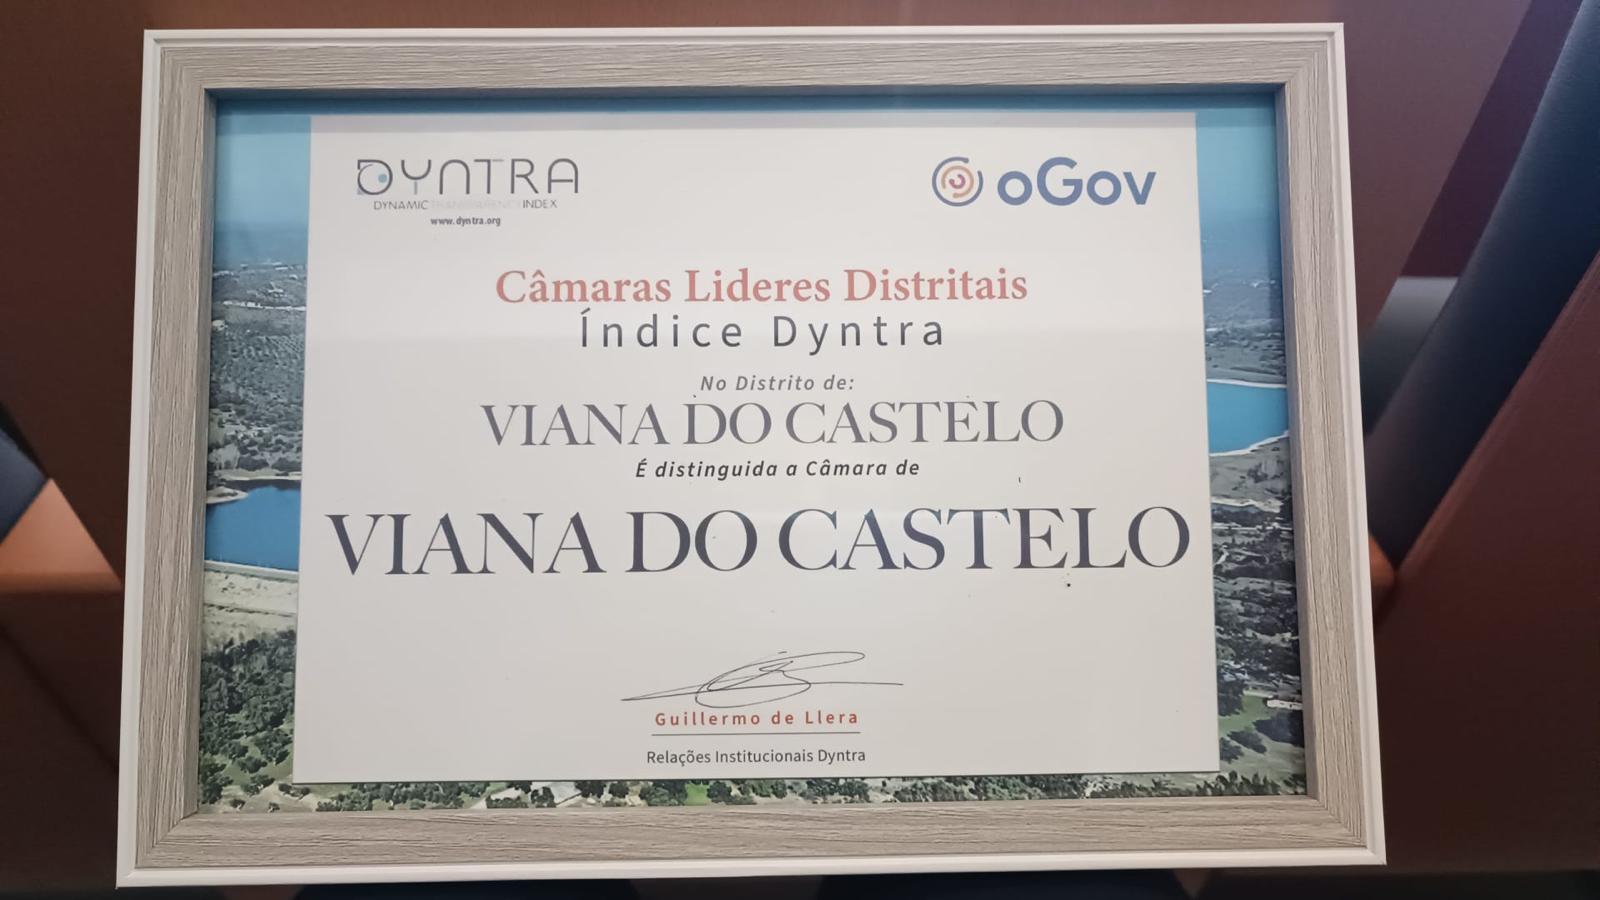 DYNTRA
DYNAMIC TRANSPARENCY INDEX
www.dyntra.org
oGov
Câmaras Lideres Distritais
Índice Dyntra
No Distrito de:
VIANA DO CASTELO
É distinguida a Câmara de
VIANA DO CASTELO
Guillermo de Llera
Relações Institucionais Dyntra